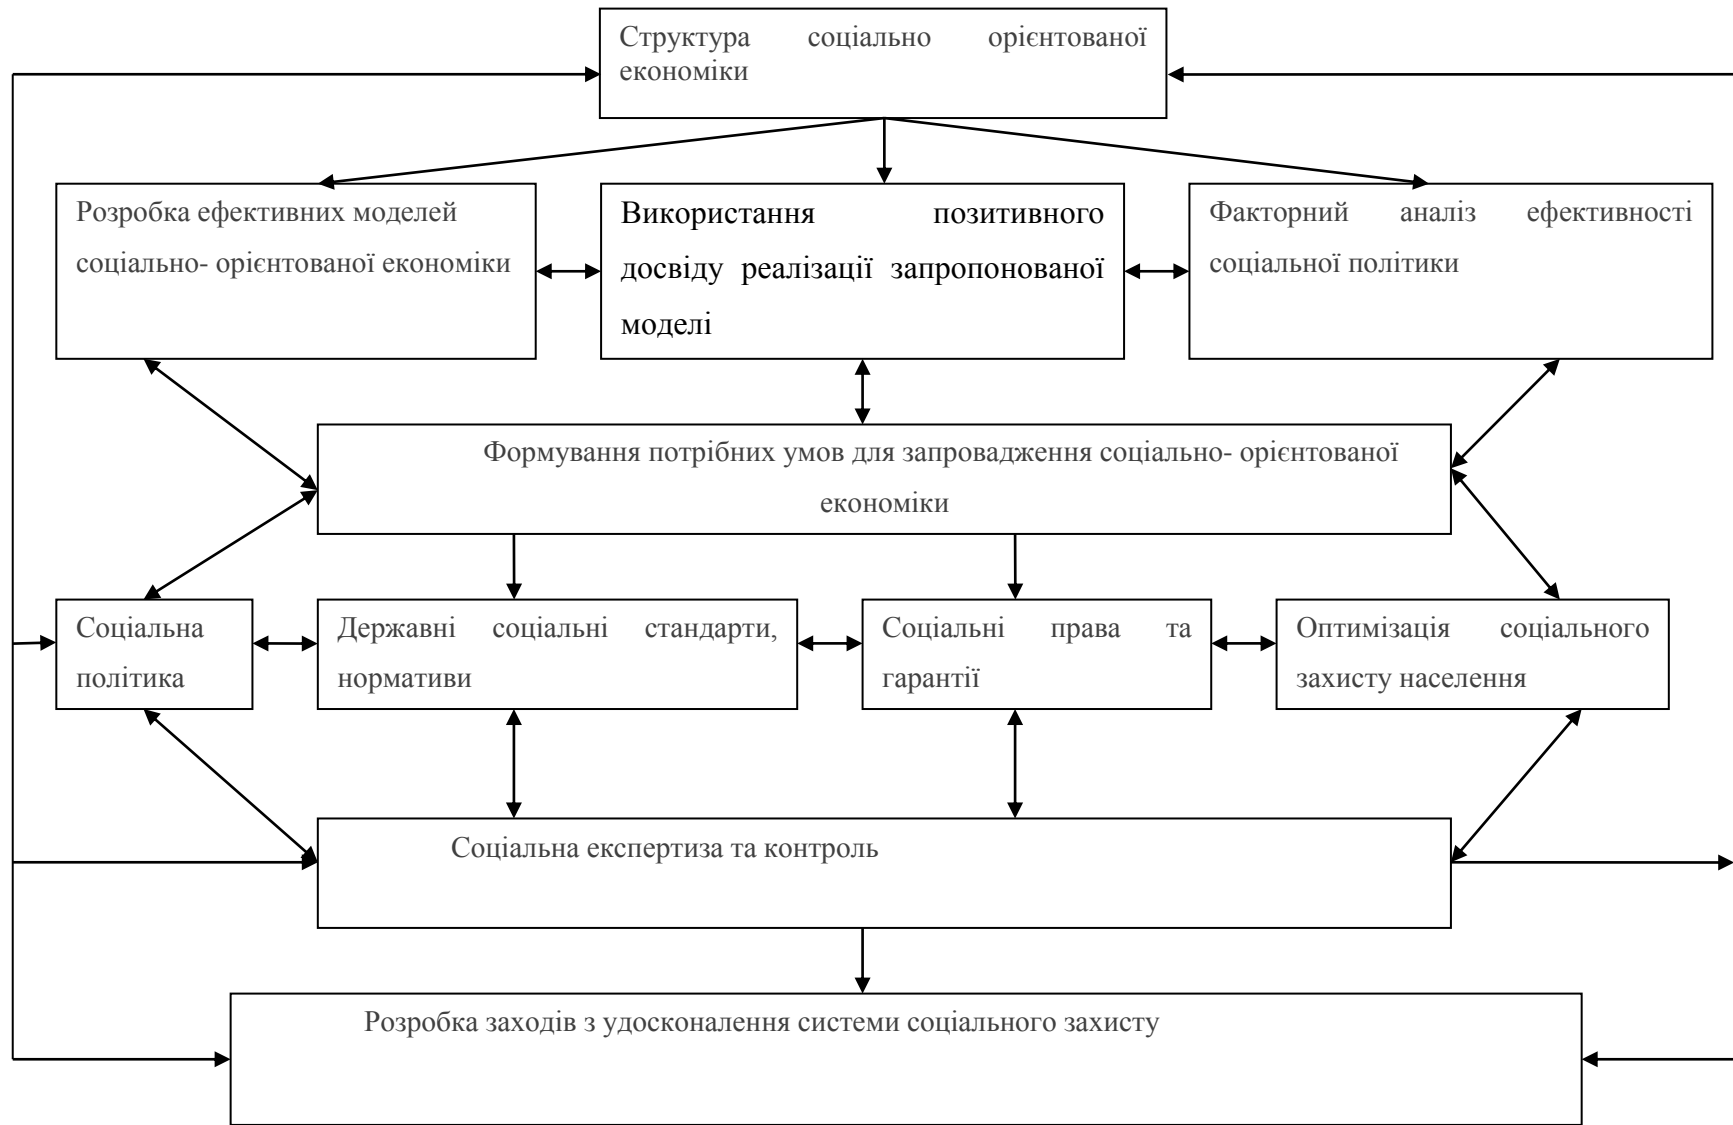 Структура соціально орієнтованої
економіки
Розробка ефективних моделей
соціально- орієнтованої економіки
Використання позитивного
досвіду реалізації запропонованої
моделі
Факторний аналіз ефективності
соціальної політики
Формування потрібних умов для запровадження соціально- орієнтованої
економіки
Соціальна
політика
Державні соціальні стандарти,
нормативи
Соціальні права та
гарантії
Оптимізація соціального
захисту населення
Соціальна експертиза та контроль
Розробка заходів з удосконалення системи соціального захисту